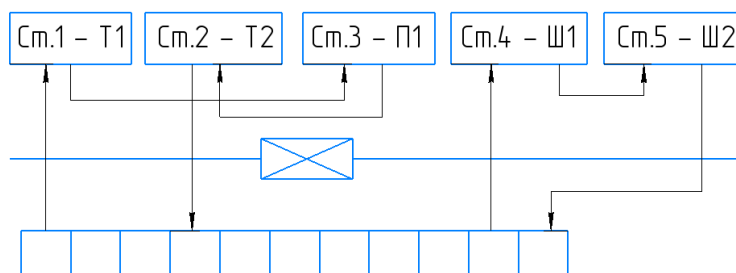 Ст.1 - Т1
Ст.2 - Т2
Ст.3 - П1
Ст.4 - Ш1
Ст.5 - Ш2